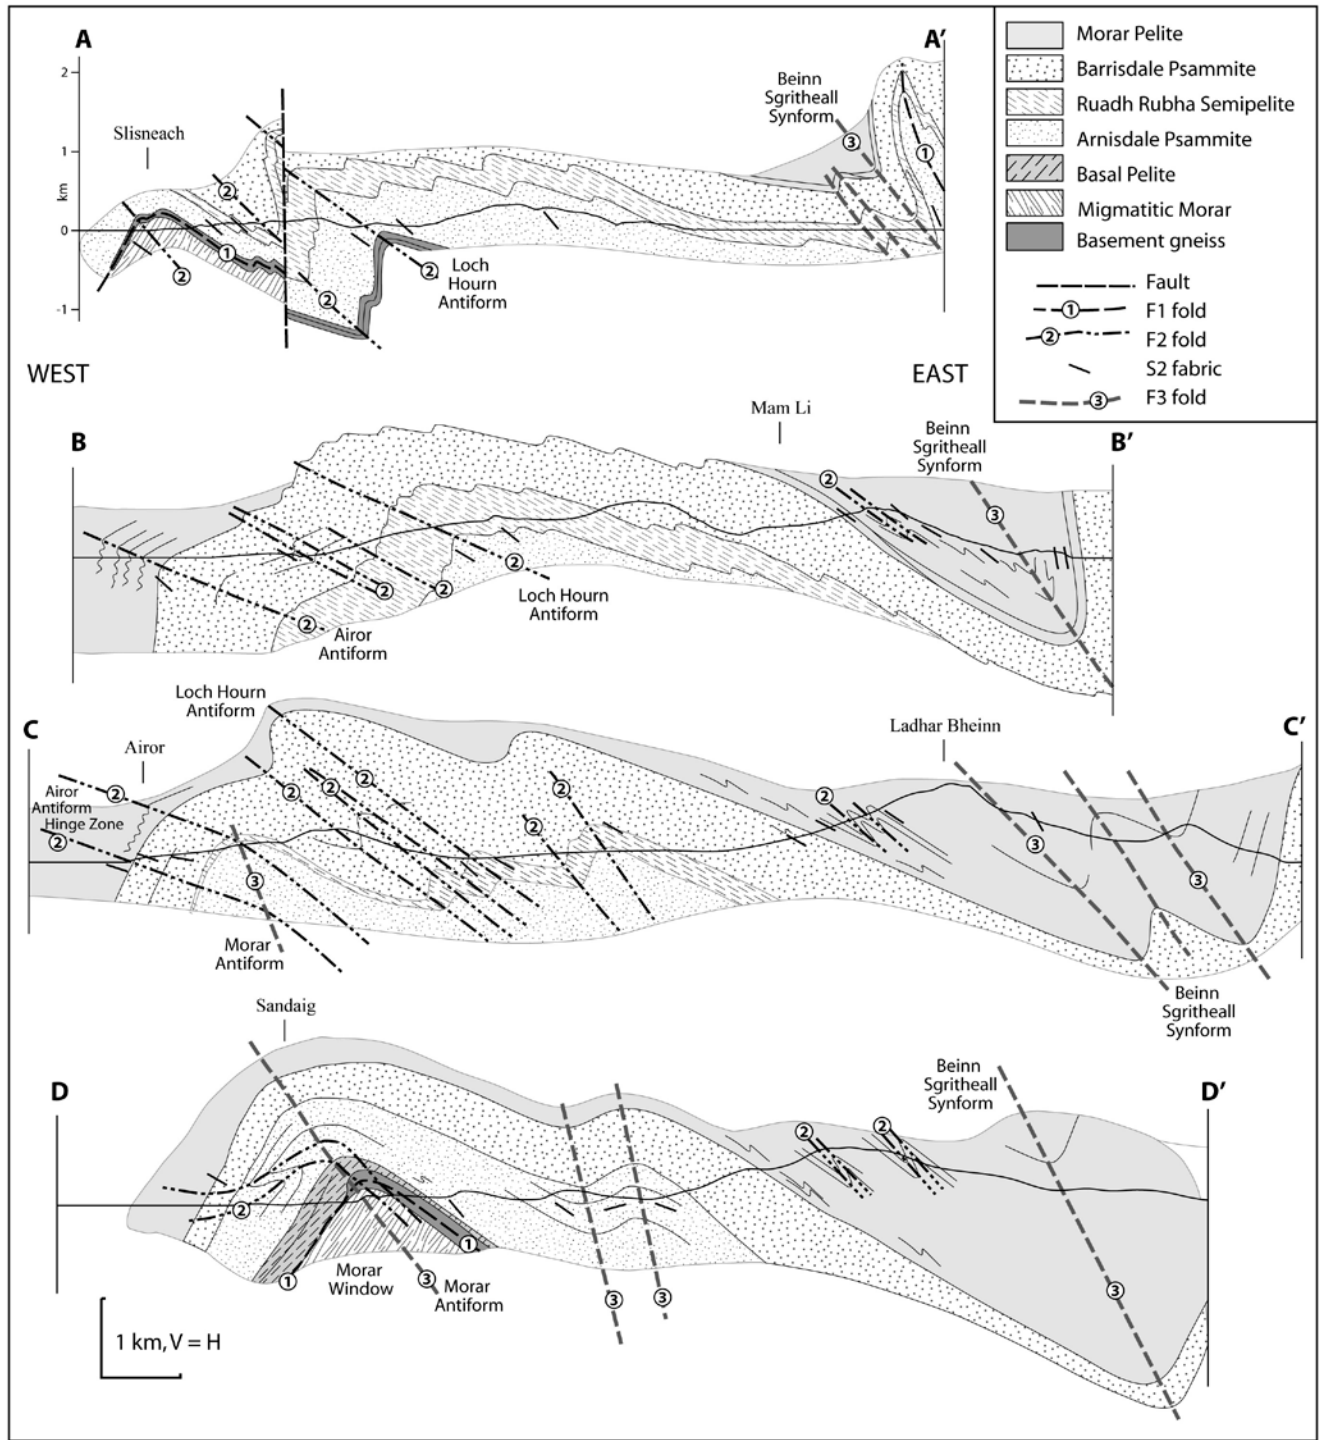 A
A′
2
1
km
0
-1
Slisneach
Beinn
Sgritheall
Synform
3
1
2
1
2
2
2
Loch
Hourn
Antiform
Morar Pelite
Barrisdale Psammite
Ruadh Rubha Semipelite
Arnisdale Psammite
Basal Pelite
Migmatitic Morar
Basement gneiss
Fault
1
F1 fold
2
F2 fold
S2 fabric
3
F3 fold
WEST
EAST
B
B′
Mam Li
Beinn
Sgritheall
Synform
2
3
2
2
2
2
Loch Hourn
Antiform
Airor
Antiform
C
C′
Loch Hourn
Antiform
Airor
Ladhar Bheinn
2
Airor
Antiform
Hinge Zone
2
2
2
2
2
2
2
3
3
3
Morar
Antiform
Beinn
Sgritheall
Synform
D
D′
Sandaig
Beinn
Sgritheall
Synform
2
2
2
1
1
3
3
3
3
Morar
Window
Morar
Antiform
1 km, V = H